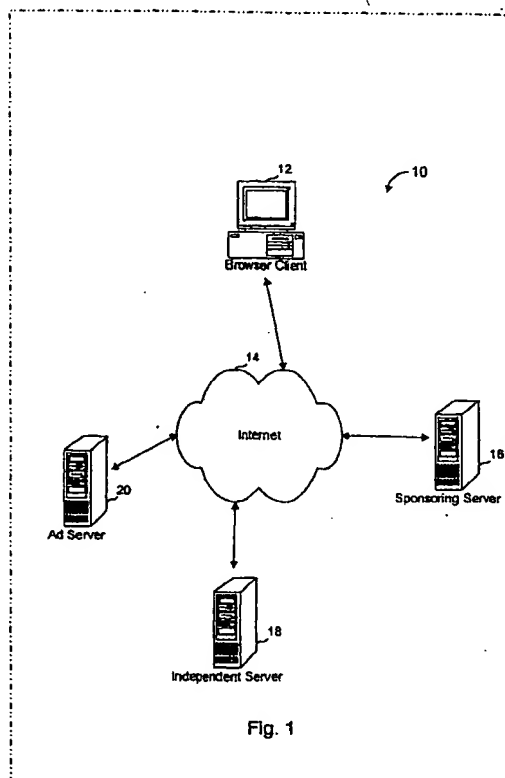 12
10
Browser Client
14
Internet
16
Sponsoring Server
20
Ad Server
18
Independent Server
Fig. 1